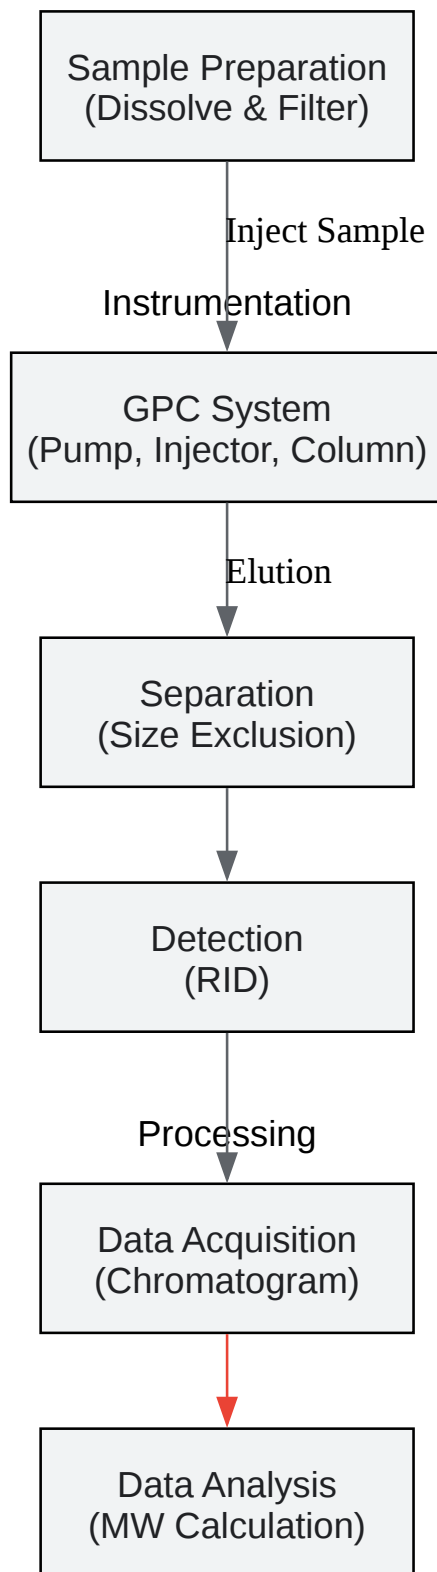 Sample Preparation
(Dissolve & Filter)
Inject Sample
Instrumentation
GPC System
(Pump, Injector, Column)
Elution
Separation
(Size Exclusion)
Detection
(RID)
Processing
Data Acquisition
(Chromatogram)
Data Analysis
(MW Calculation)